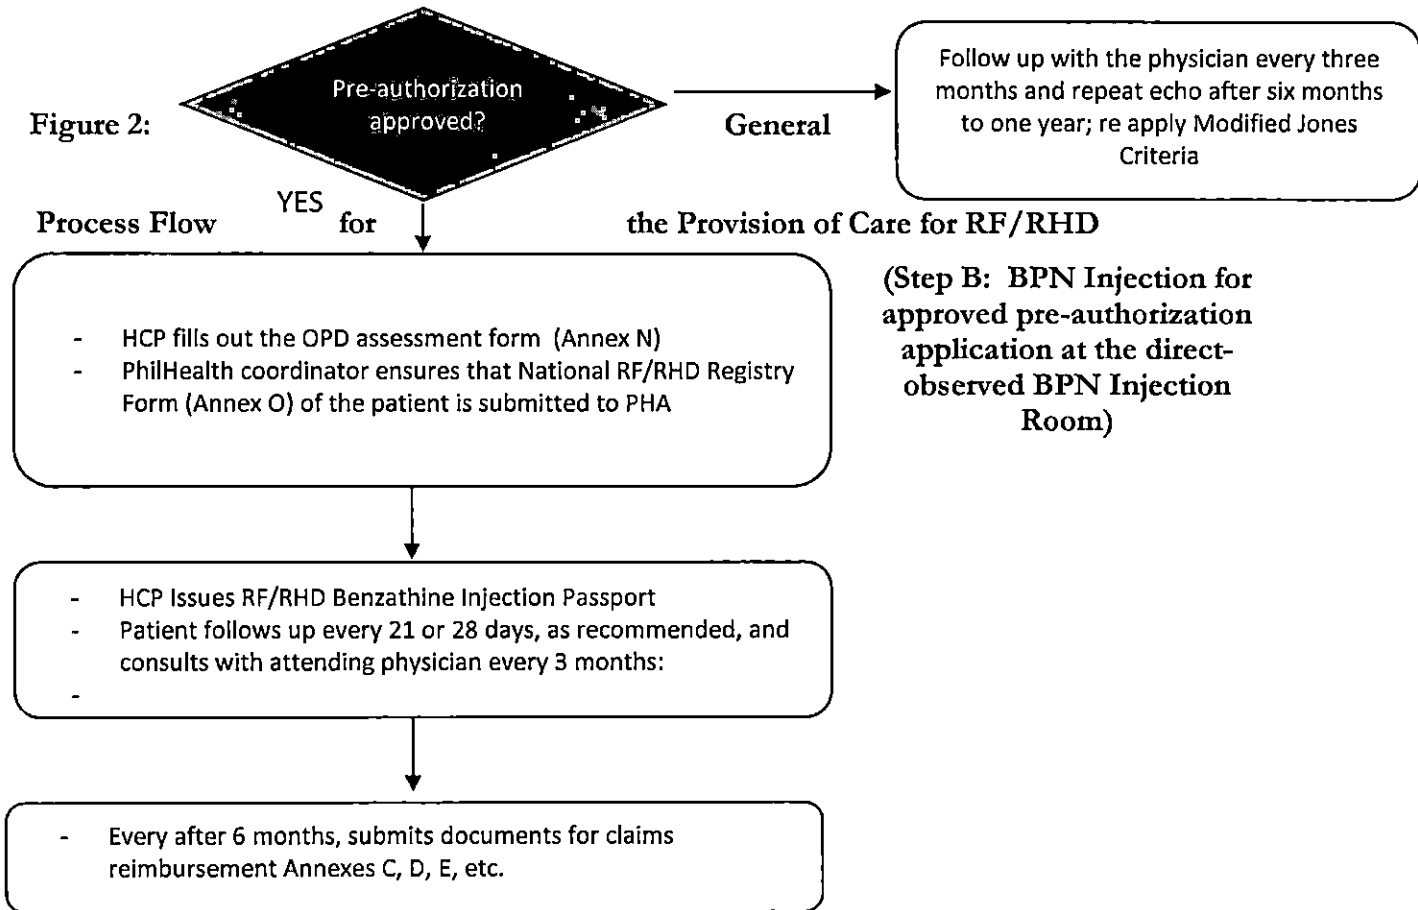 Pre-authorization
approved?
Follow up with the physician every three
months and repeat echo after six months
to one year; re apply Modified Jones
Criteria
Figure 2:
General
YES
Process Flow for the Provision of Care for RF/RHD
(Step B: BPN Injection for
approved pre-authorization
application at the direct-
observed BPN Injection
Room)
- HCP fills out the OPD assessment form (Annex N)
- PhilHealth coordinator ensures that National RF/RHD Registry
Form (Annex O) of the patient is submitted to PHA
- HCP Issues RF/RHD Benzathine Injection Passport
- Patient follows up every 21 or 28 days, as recommended, and
consults with attending physician every 3 months:
-
- Every after 6 months, submits documents for claims
reimbursement Annexes C, D, E, etc.